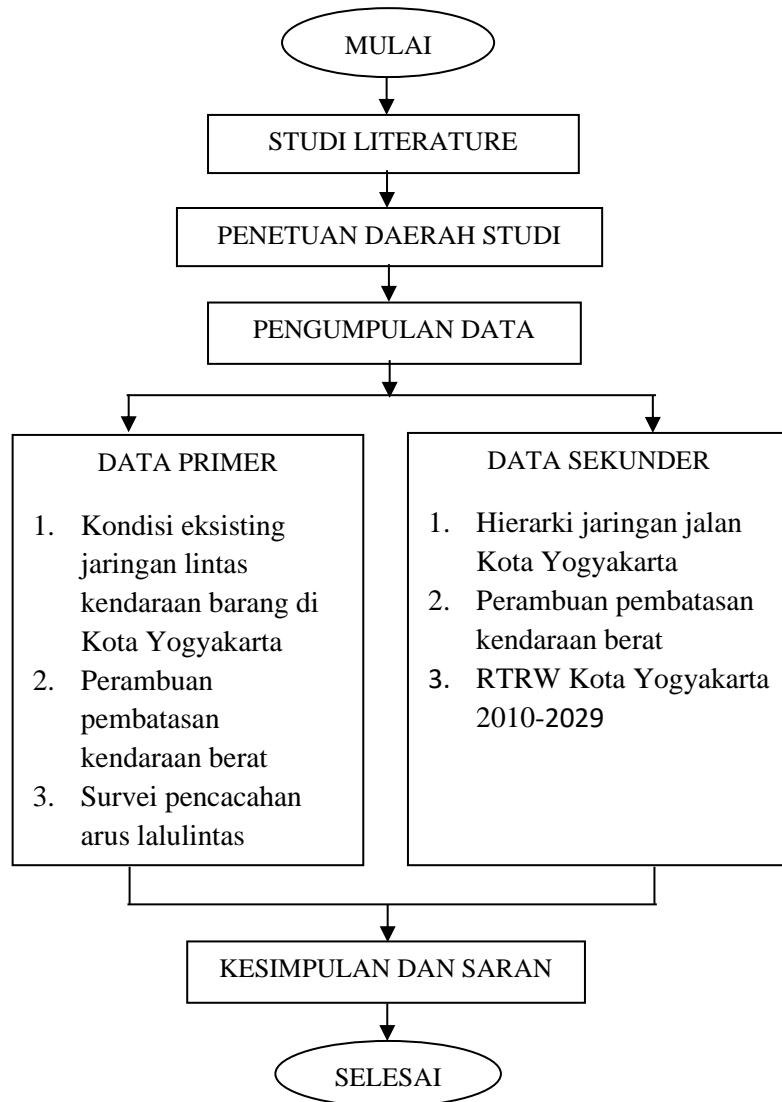 MULAI
STUDI LITERATURE
PENETUAN DAERAH STUDI
PENGUMPULAN DATA
DATA PRIMER
1. Kondisi eksisting
jaringan lintas
kendaraan barang di
Kota Yogyakarta
2. Perambuan
pembatasan
kendaraan berat
3. Survei pencacahan
arus lalulintas
DATA SEKUNDER
1. Hierarki jaringan jalan
Kota Yogyakarta
2. Perambuan pembatasan
kendaraan berat
3. RTRW Kota Yogyakarta
2010-2029
KESIMPULAN DAN SARAN
SELESAI